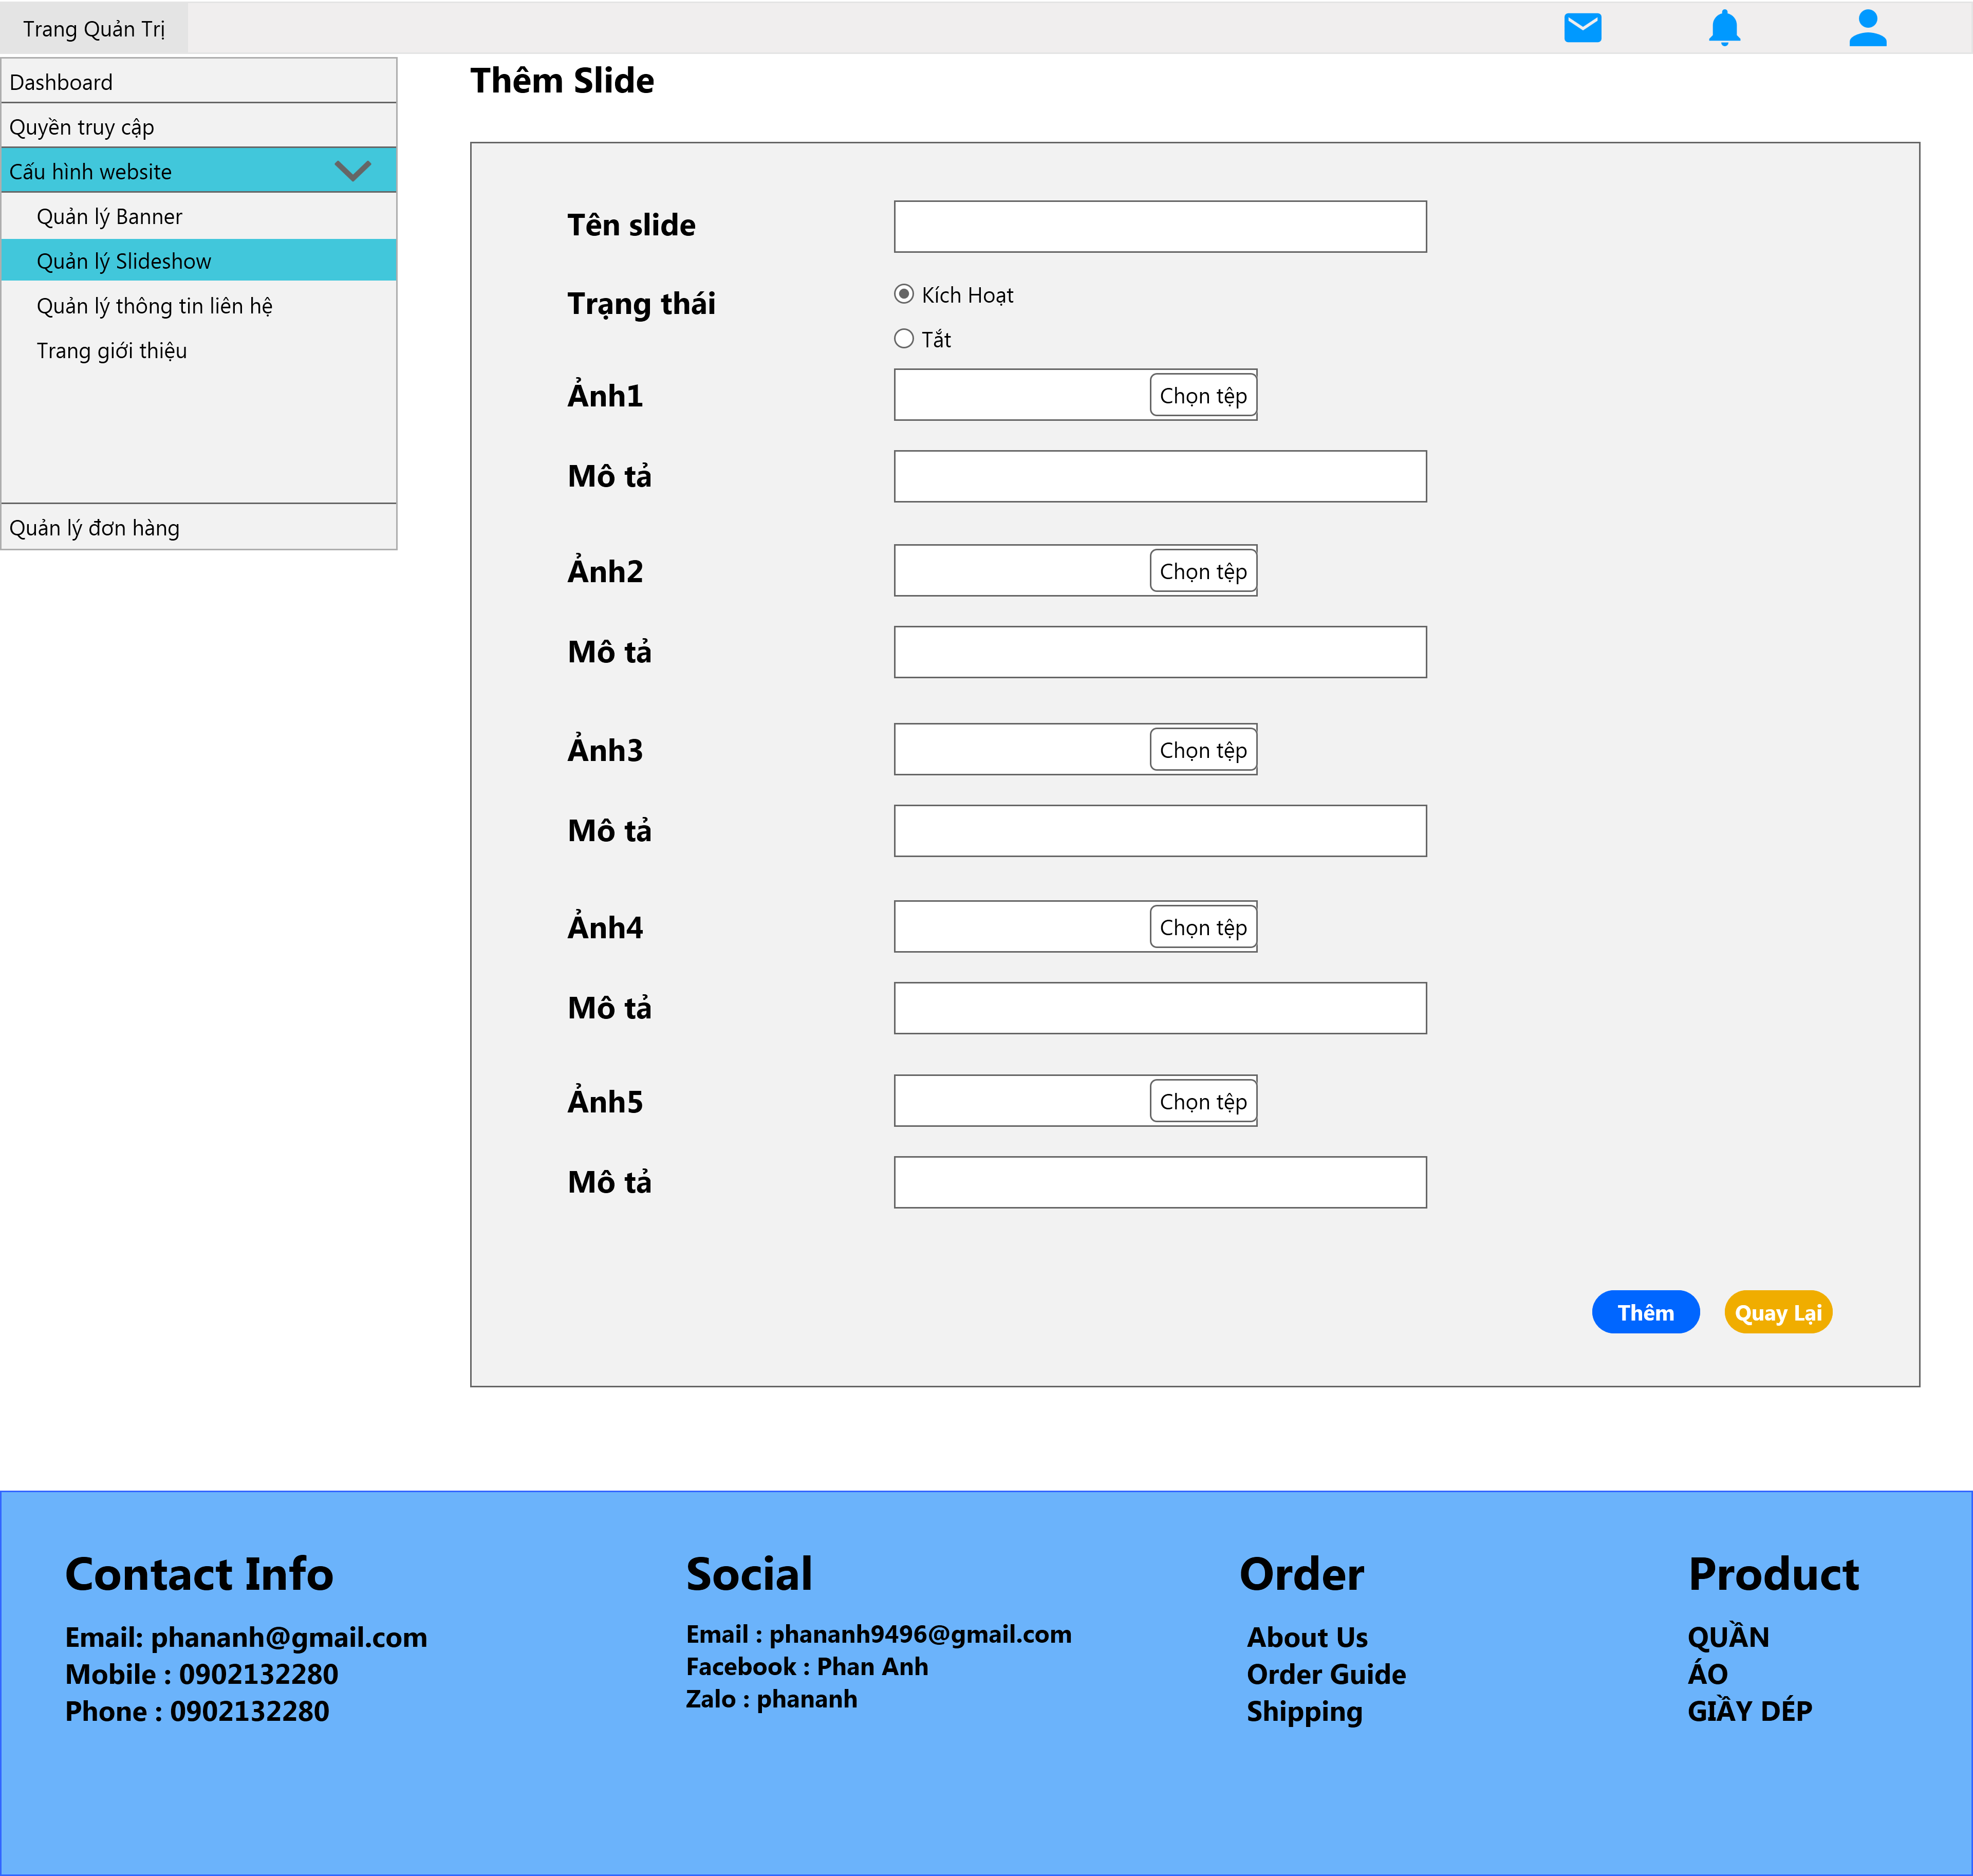 Trang Quản Trị
Dashboard
Quyền truy cập
Cấu hình website
Quản lý Banner
Quản lý Slideshow
Quản lý thông tin liên hệ
Trang giới thiệu
Quản lý đơn hàng
Thêm Slide
Tên slide
Trạng thái
Kích Hoạt
Tắt
Ảnh1
Chọn tệp
Mô tả
Ảnh2
Chọn tệp
Mô tả
Ảnh3
Chọn tệp
Mô tả
Ảnh4
Chọn tệp
Mô tả
Ảnh5
Chọn tệp
Mô tả
Thêm
Quay Lại
Contact Info
Email: phananh@gmail.com
Mobile : 0902132280
Phone : 0902132280
Social
Email : phananh9496@gmail.com
Facebook : Phan Anh
Zalo : phananh
Order
About Us
Order Guide
Shipping
Product
QUẦN
ÁO
GIẦY DÉP